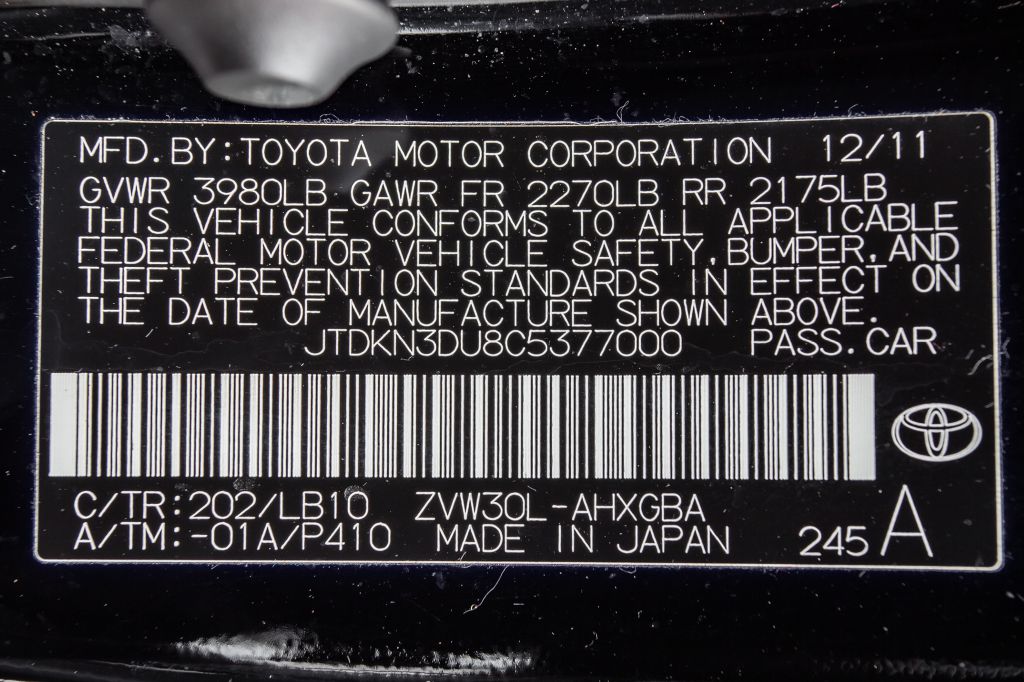 MFD.BY:TOYOTA MOTOR CORPORATION 12/11
GVWR 3980LB GAWR FR 2270LB RR 2175LB
THIS VEHICLE CONFORMS TO ALL APPLICABLE
FEDERAL MOTOR VEHICLE SAFETY,BUMPER,AND
THEFT PREVENTION STANDARDS IN EFFECT ON
THE DATE OF MANUFACTURE SHOWN ABOVE.
JTDKN3DU8C5377000 PASS.CAR
C/TR:202/LB10 ZVW30L-AHXGBA
A/TM:-01A/P410 MADE IN JAPAN 245 A